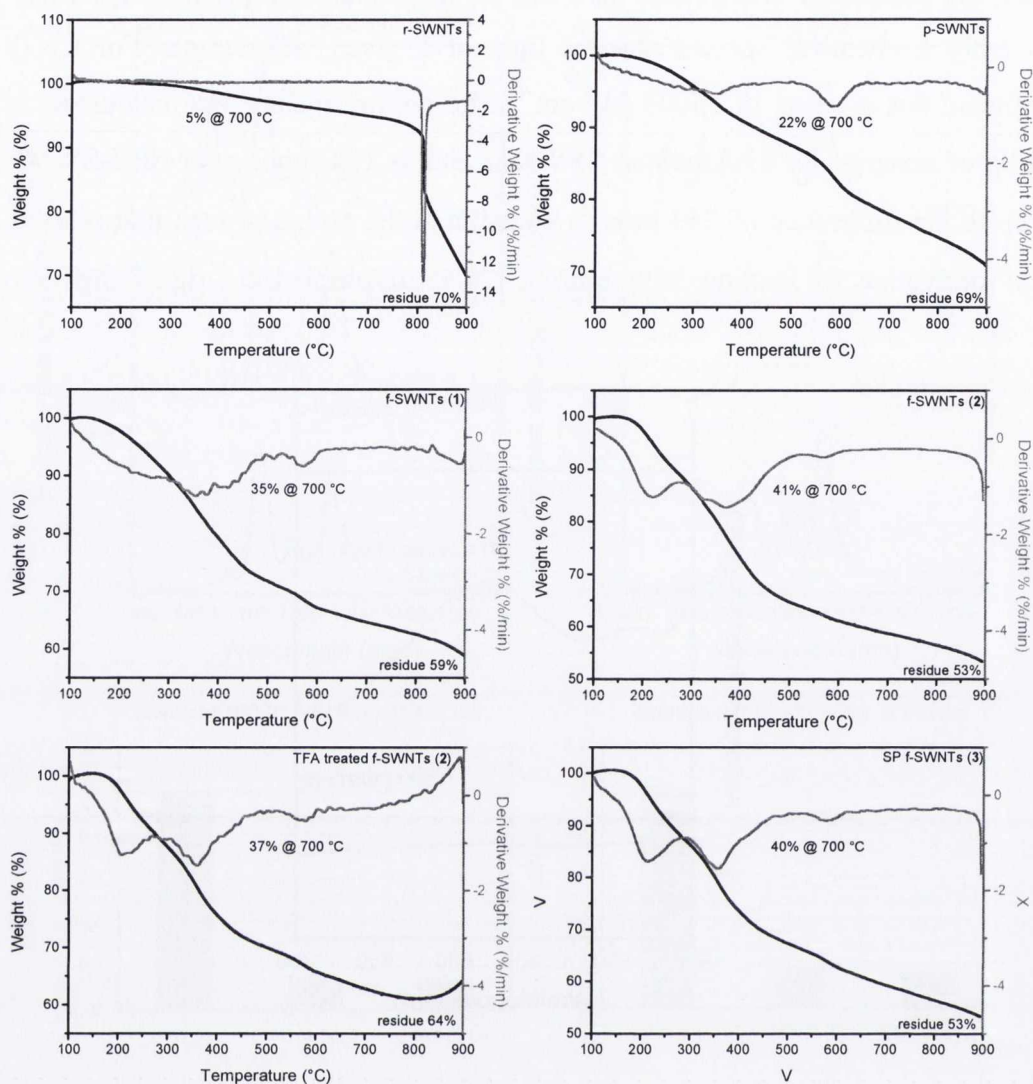 r-SWNTs
110
100
90
80
70
4
2
0
-2
-4
-6
-8
-10
-12
-14
5% @ 700 °C
residue 70%
100 200 300 400 500 600 700 800 900
Weight % (%)
Derivative Weight % (%/min)
Temperature (°C)
p-SWNTs
100
90
80
70
0
-2
-4
22% @ 700 °C
residue 69%
100 200 300 400 500 600 700 800 900
Weight % (%)
Derivative Weight % (%/min)
Temperature (°C)
f-SWNTs (1)
100
90
80
70
60
0
-2
-4
35% @ 700 °C
residue 59%
100 200 300 400 500 600 700 800 900
Weight % (%)
Derivative Weight % (%/min)
Temperature (°C)
f-SWNTs (2)
100
90
80
70
60
50
0
-2
-4
41% @ 700 °C
residue 53%
100 200 300 400 500 600 700 800 900
Weight % (%)
Derivative Weight % (%/min)
Temperature (°C)
TFA treated f-SWNTs (2)
100
90
80
70
60
0
-2
-4
37% @ 700 °C
residue 64%
100 200 300 400 500 600 700 800 900
Weight % (%)
Derivative Weight % (%/min)
Temperature (°C)
SP f-SWNTs (3)
100
90
80
70
60
50
0
-2
-4
40% @ 700 °C
residue 53%
100 200 300 400 500 600 700 800 900
V
X
V